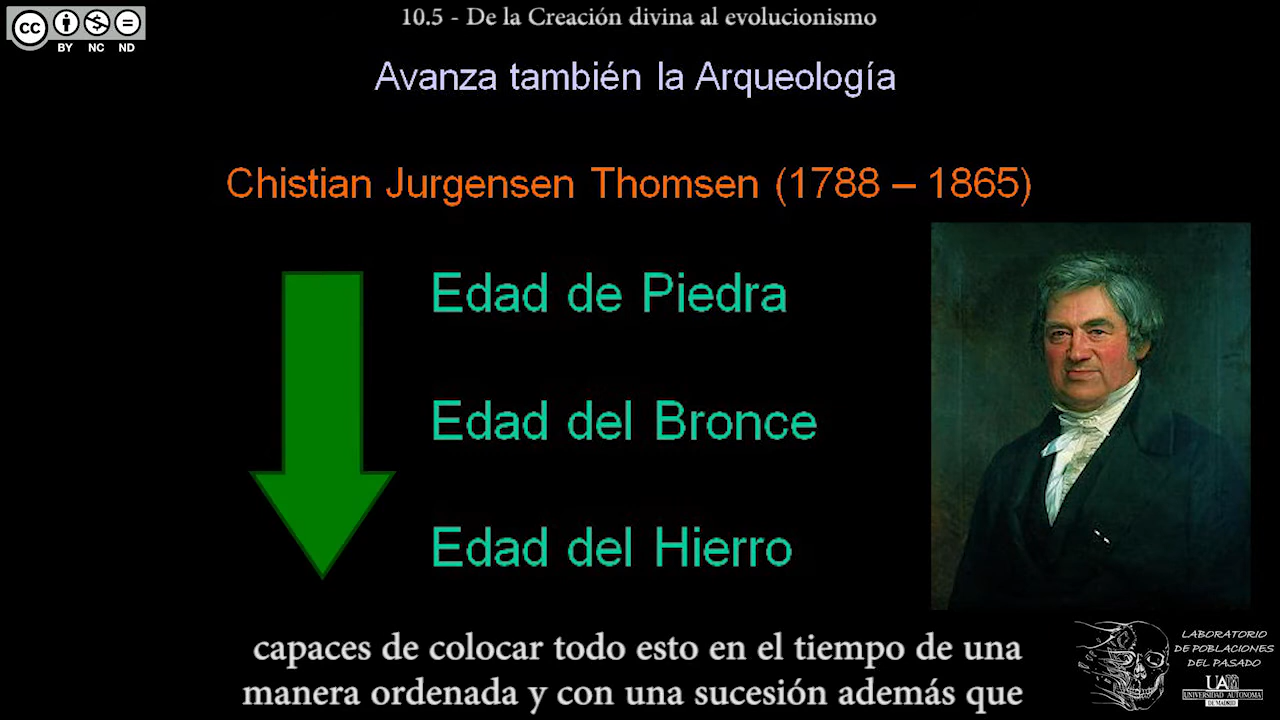 10.5 - De la Creación divina al evolucionismo
cc
BY NC ND
Avanza también la Arqueología
Chistian Jurgensen Thomsen (1788 – 1865)
Edad de Piedra
Edad del Bronce
Edad del Hierro
capaces de colocar todo esto en el tiempo de una
manera ordenada y con una sucesión además que
LABORATORIO
DE POBLACIONES
DEL PASADO
UAM
UNIVERSIDAD AUTONOMA
DE MADRID